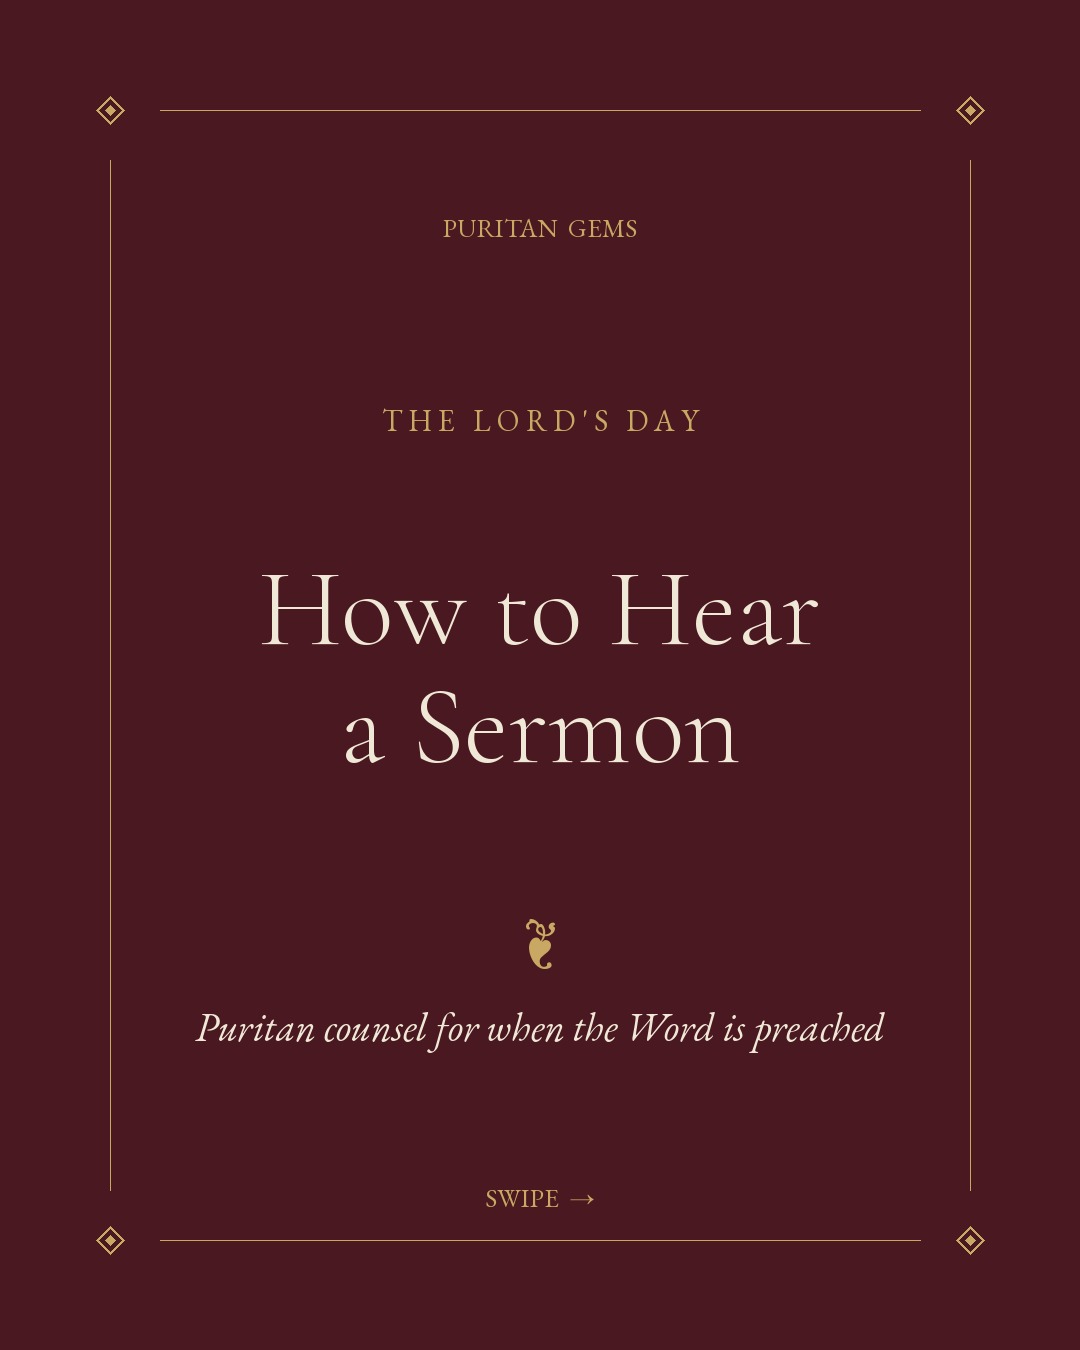 PURITAN GEMS
THE LORD'S DAY
How to Hear
a Sermon
❦
Puritan counsel for when the Word is preached
SWIPE →